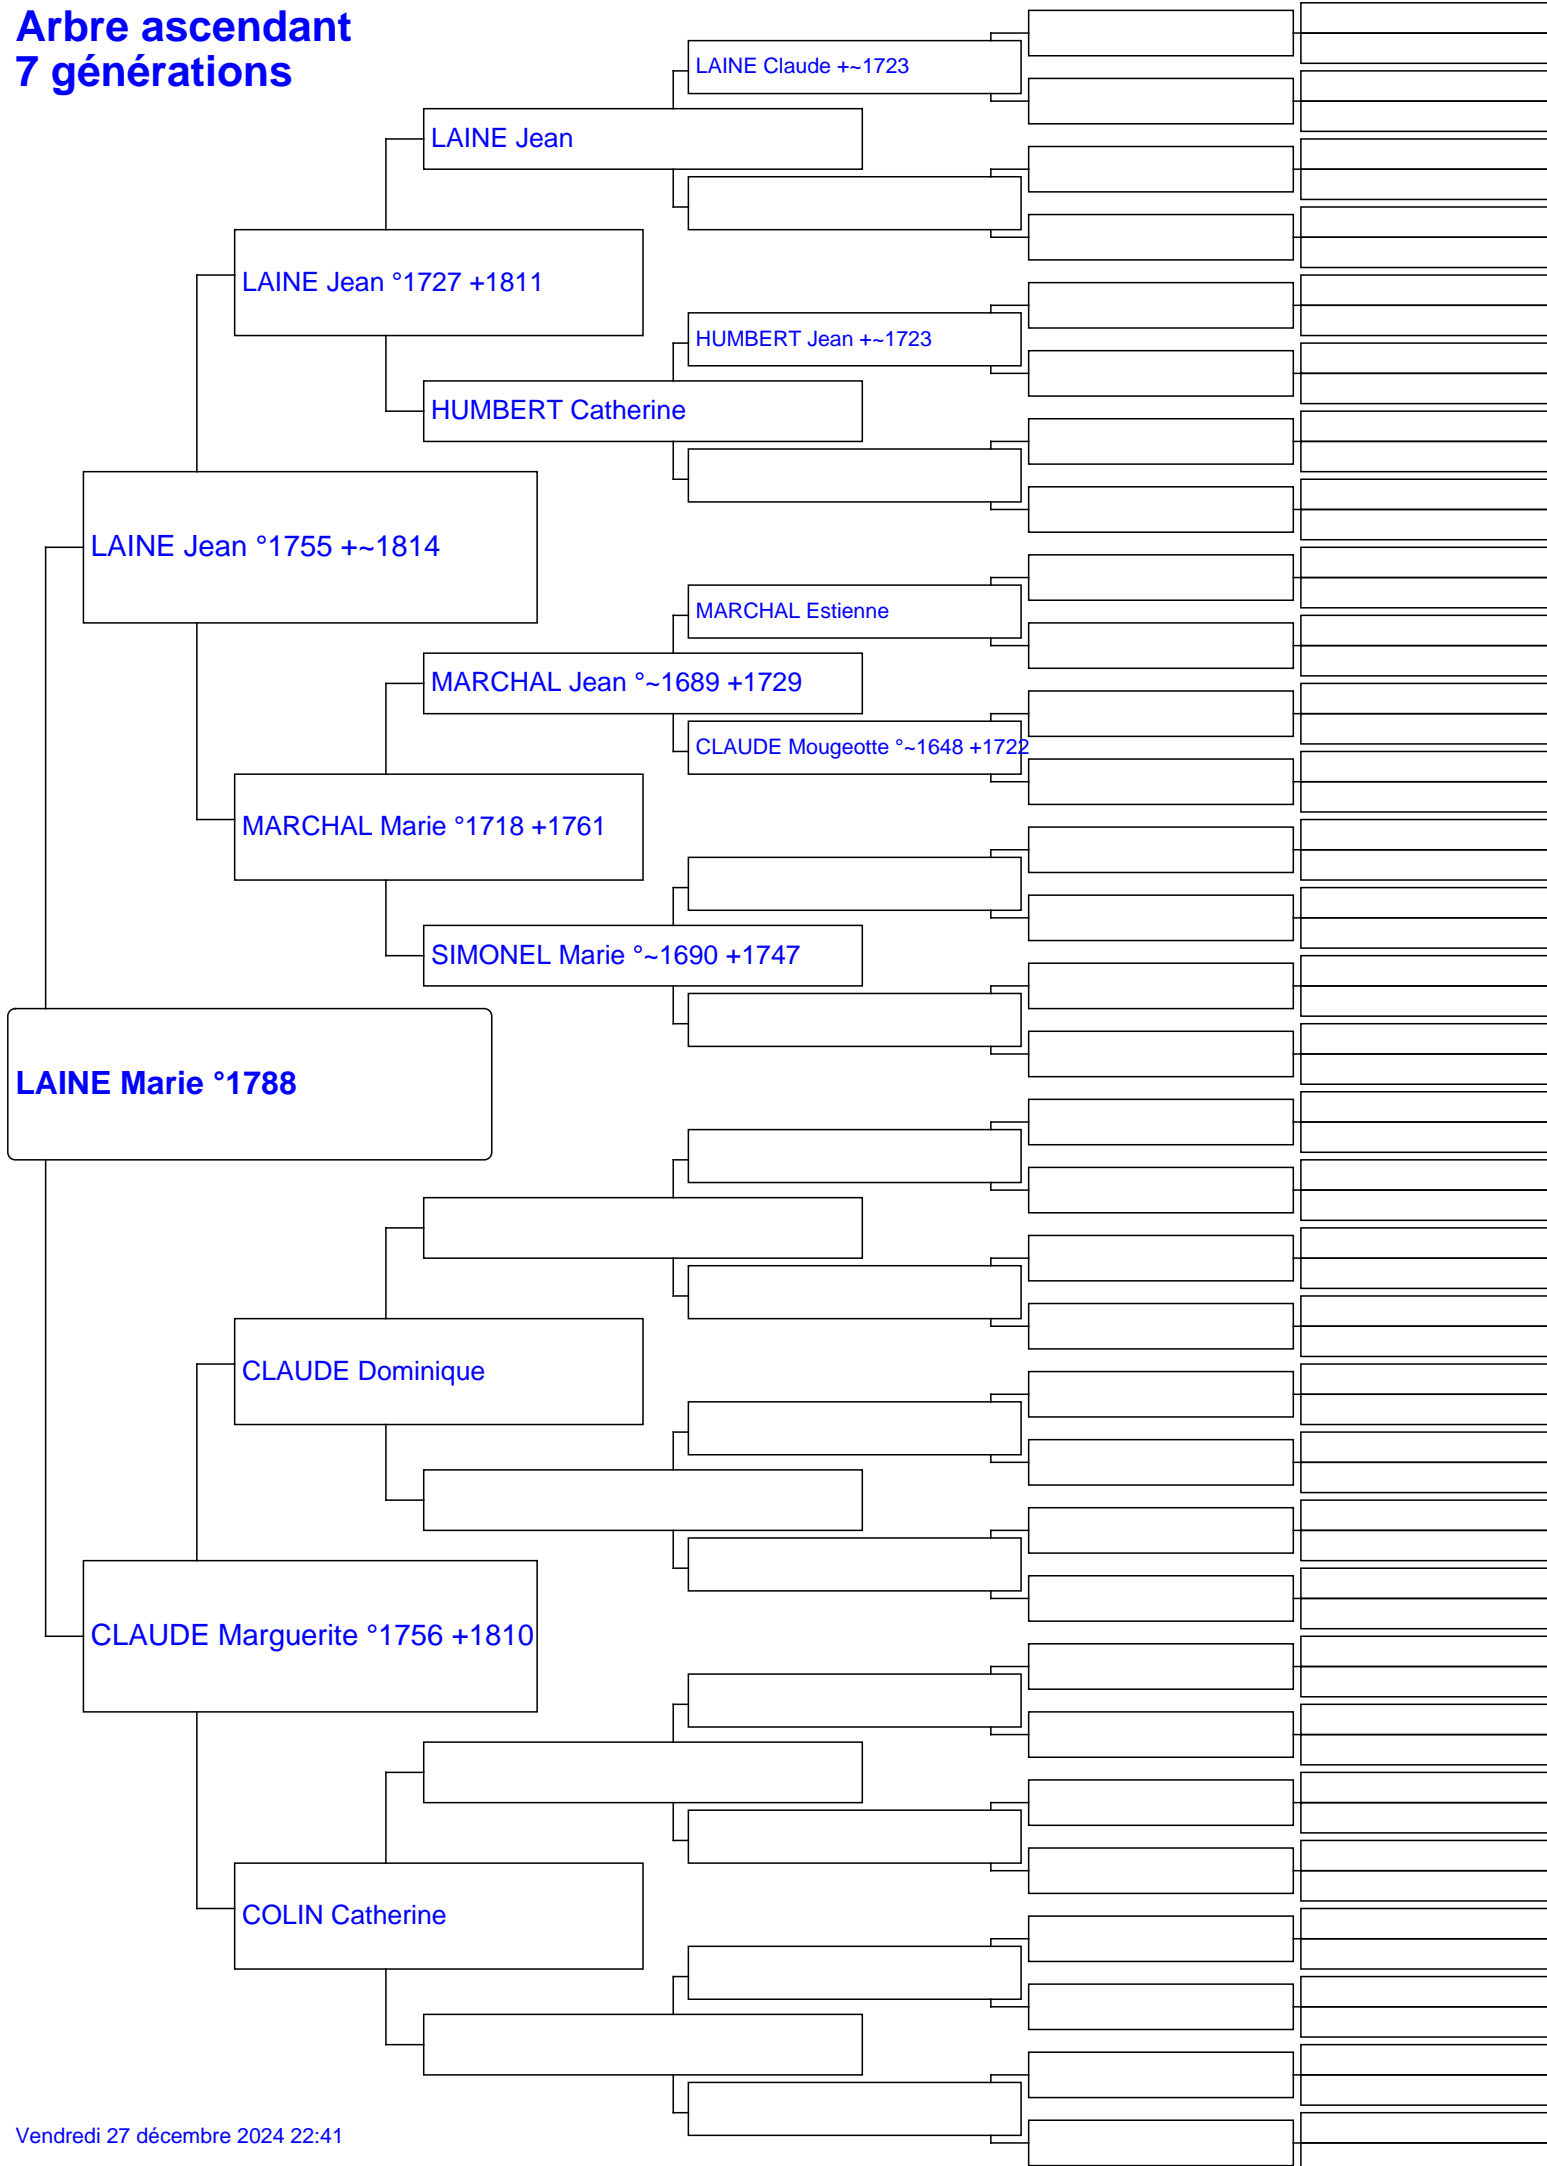 Arbre ascendant
7 générations
LAINE Claude +~1723
LAINE Jean
LAINE Jean °1727 +1811
HUMBERT Jean +~1723
HUMBERT Catherine
LAINE Jean °1755 +~1814
MARCHAL Estienne
MARCHAL Jean °~1689 +1729
CLAUDE Mougeotte °~1648 +1722
MARCHAL Marie °1718 +1761
SIMONEL Marie °~1690 +1747
LAINE Marie °1788
CLAUDE Dominique
CLAUDE Marguerite °1756 +1810
COLIN Catherine
Vendredi 27 décembre 2024 22:41